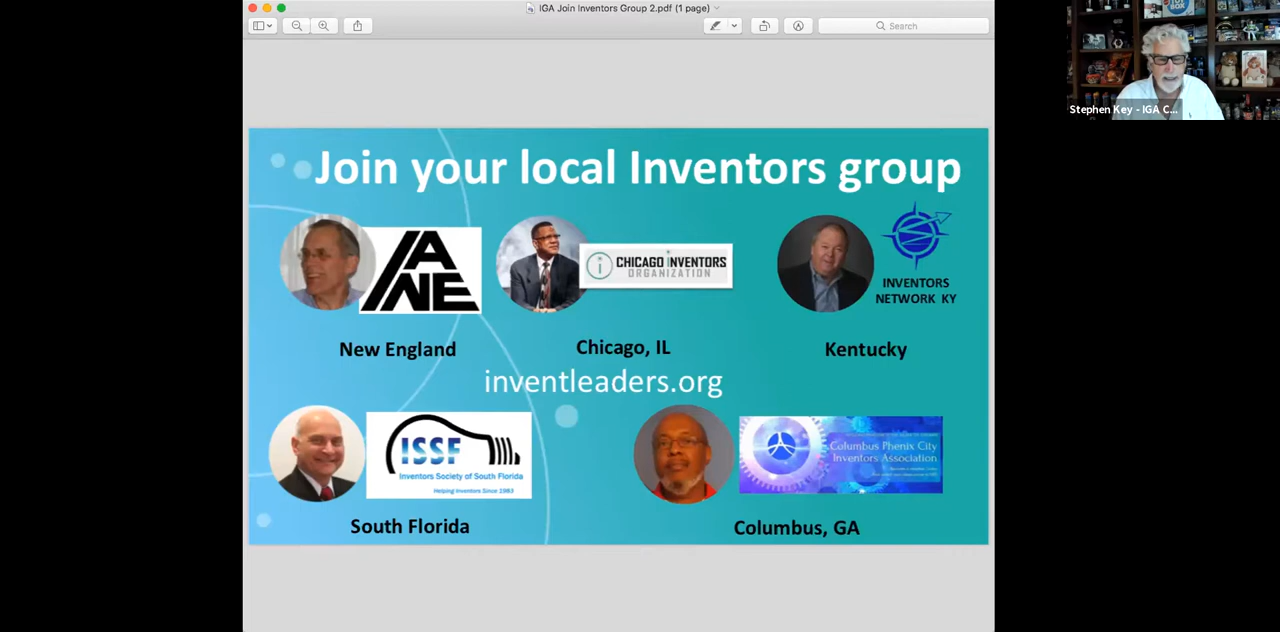 IGA Join Inventors Group 2.pdf (1 page)
Search
Stephen Key - IGA C...
Join your local Inventors group
IANE
CHICAGO INVENTORS
ORGANIZATION
INVENTORS
NETWORK KY
New England
Chicago, IL
Kentucky
inventleaders.org
ISSF
Inventors Society of South Florida
Helping Inventors Since 1983
Columbus Phenix City
Inventors Association
South Florida
Columbus, GA